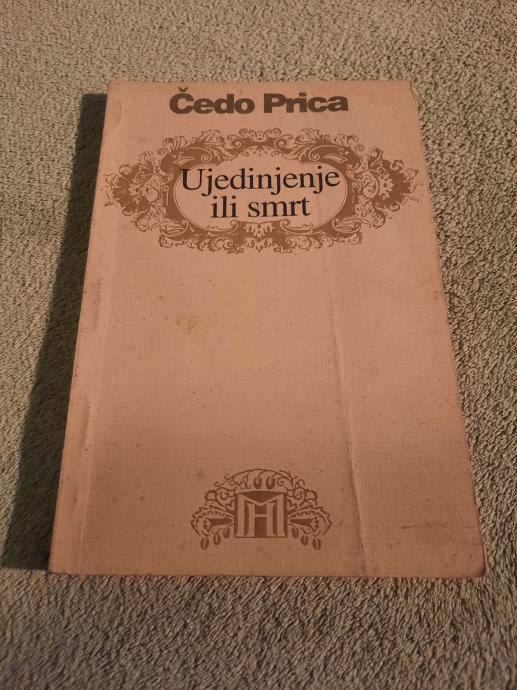 Čedo Prica
Ujedinjenje
ili smrt